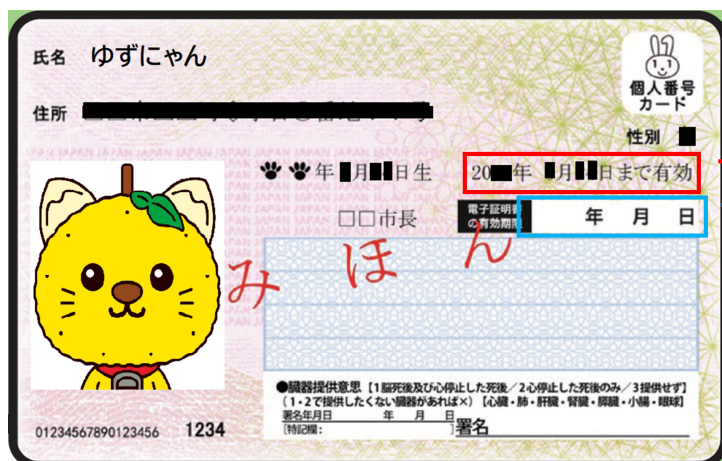 氏名 ゆずにゃん
個人番号
カード
住所
性別
年 月 日生 20 年 月 日まで有効
□□市長
電子証明書
の有効期限
年 月 日
みほん
●臓器提供意思【1脳死後及び心停止した死後/2心停止した死後のみ/3提供せず】
(1・2で提供したくない臓器があれば×)【心臓・肺・肝臓・腎臓・膵臓・小腸・眼球】
署名年月日 年 月 日
[特記欄: ] 署名
01234567890123456 1234